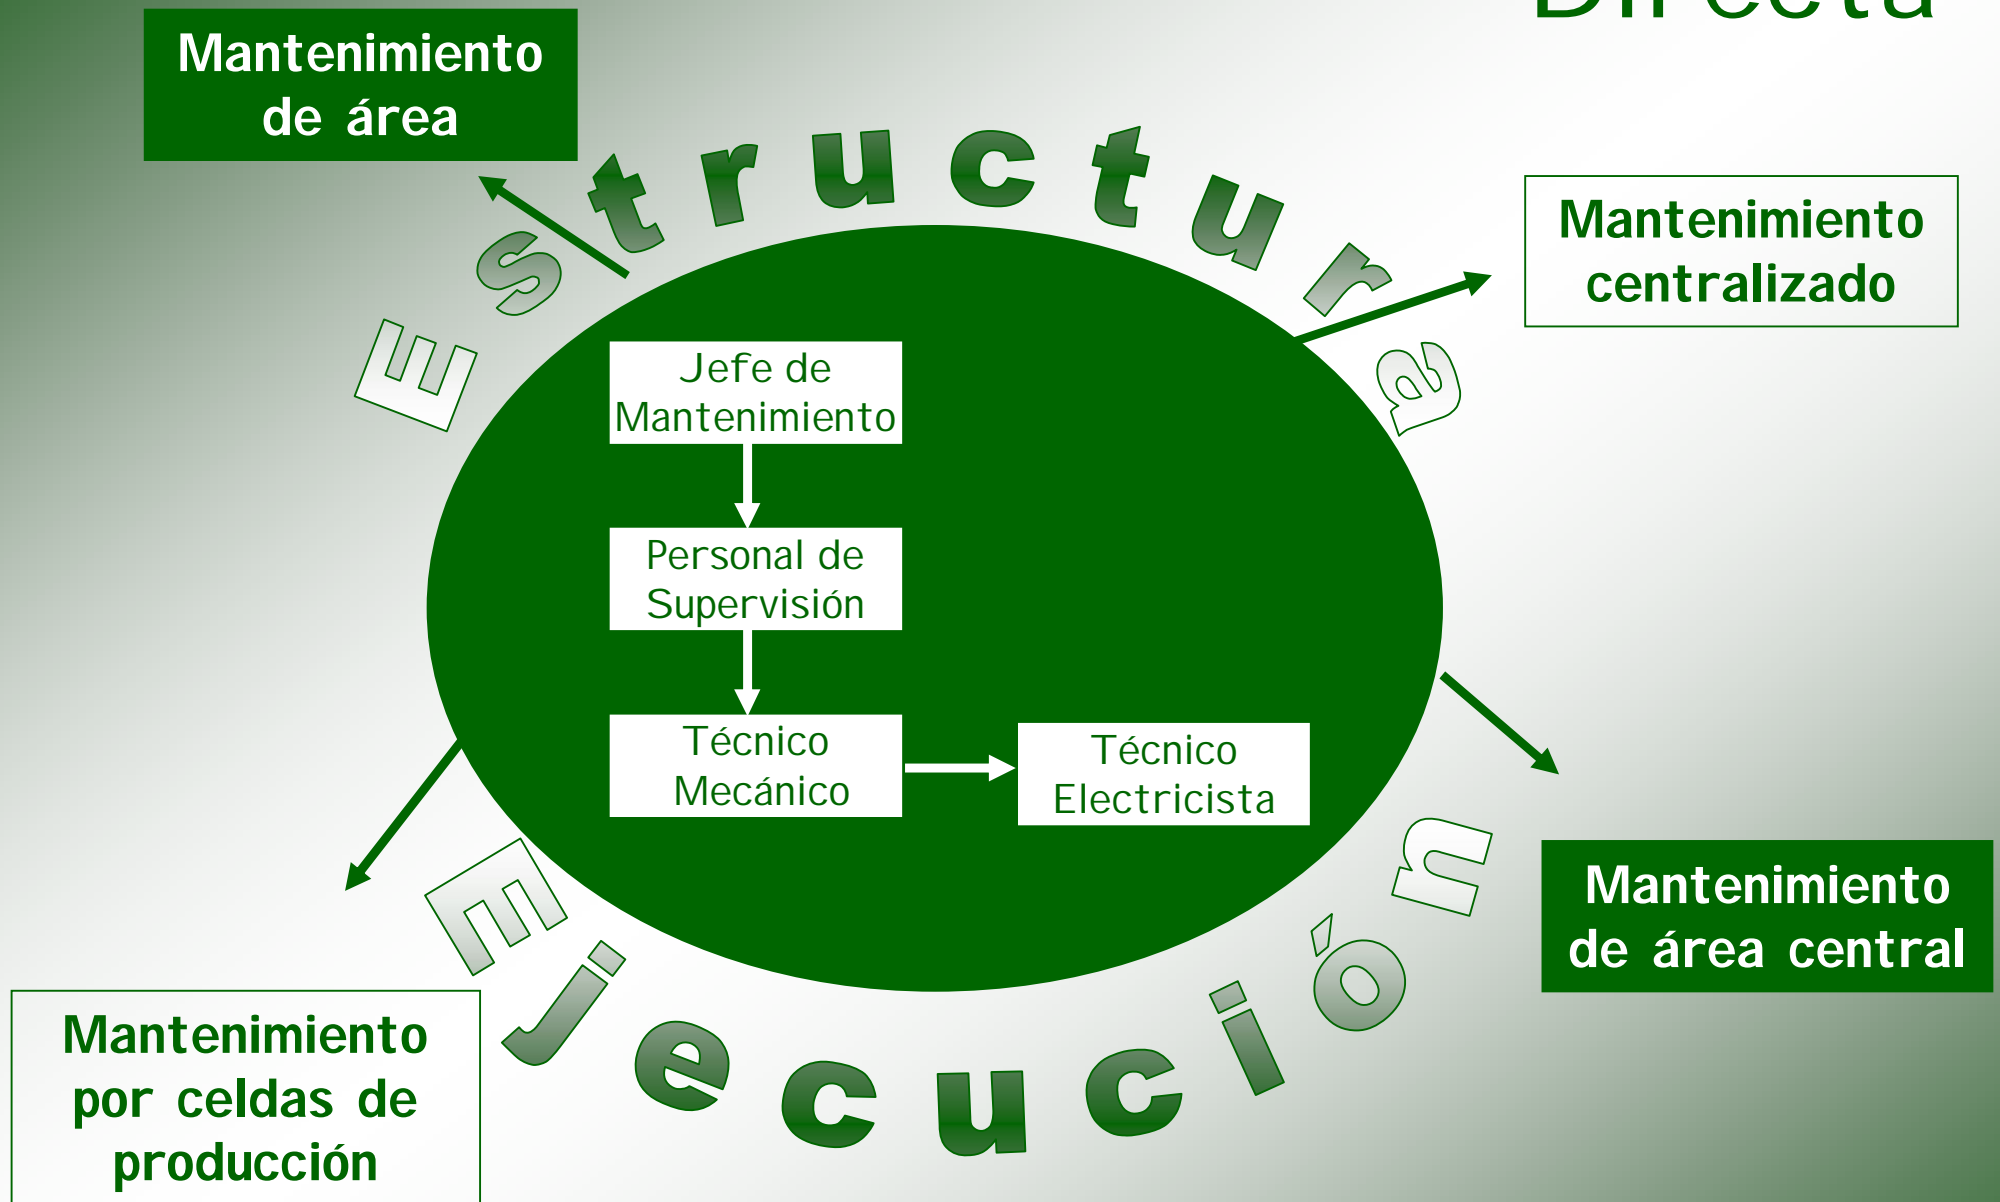 Directa
Mantenimiento
de área
Estructura
Mantenimiento
centralizado
Jefe de
Mantenimiento
Personal de
Supervisión
Técnico
Mecánico
Técnico
Electricista
Mantenimiento
de área central
Ejecución
Mantenimiento
por celdas de
producción